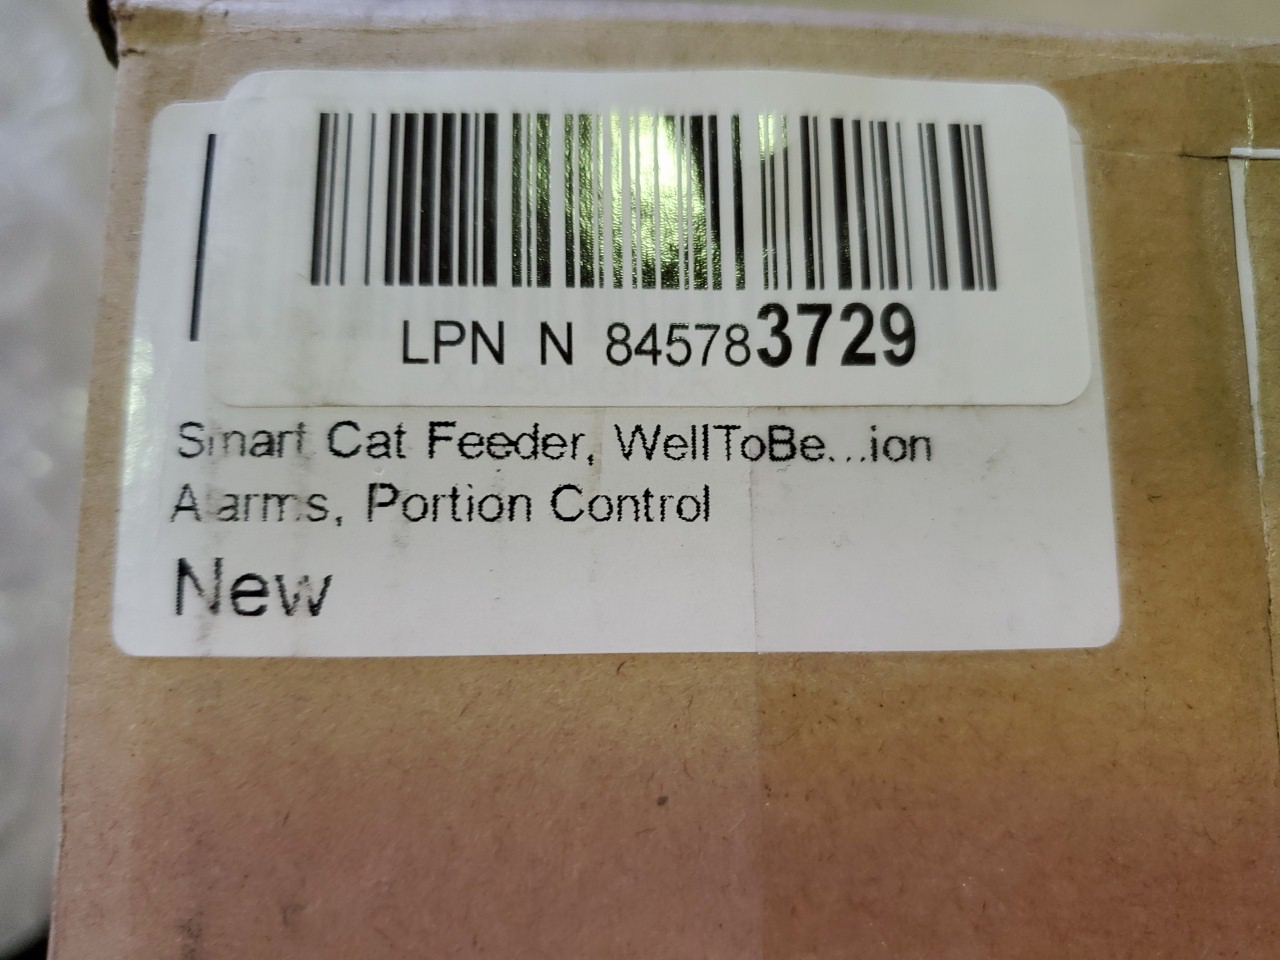 LPN N 845783729
Smart Cat Feeder, WellToBe...ion
Alarms, Portion Control
New